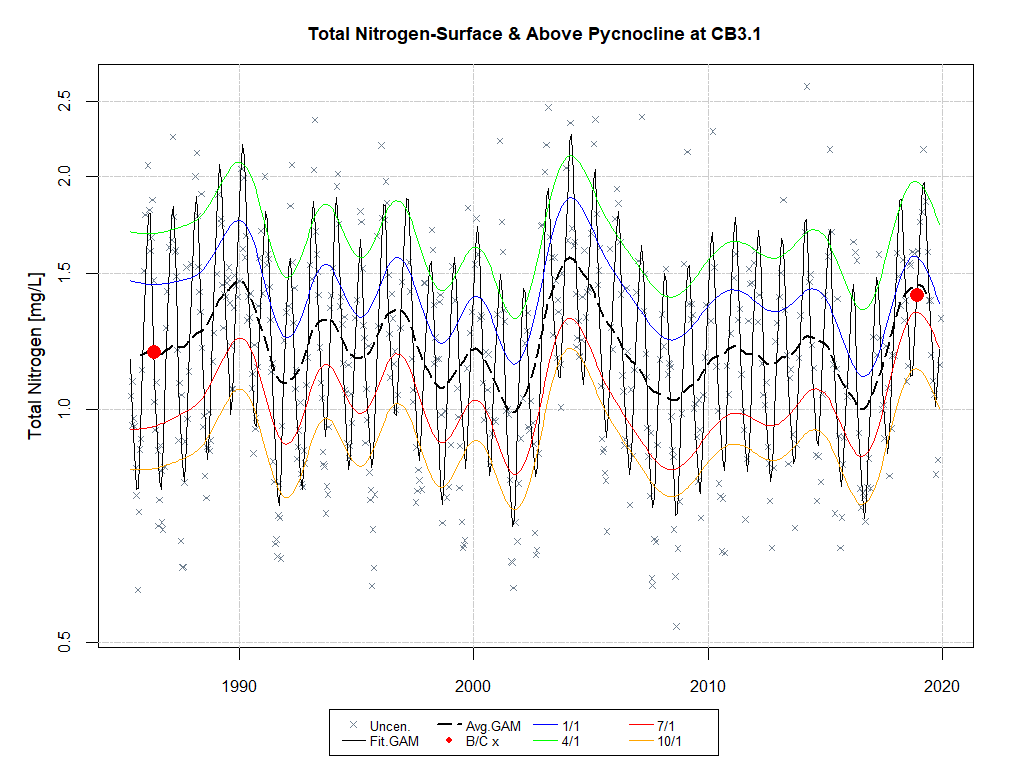 Total Nitrogen-Surface & Above Pycnocline at CB3.1
Total Nitrogen [mg/L]
2.5
2.0
1.5
1.0
0.5
1990 2000 2010 2020
Uncen. Avg.GAM 1/1 7/1
Fit.GAM B/C x 4/1 10/1